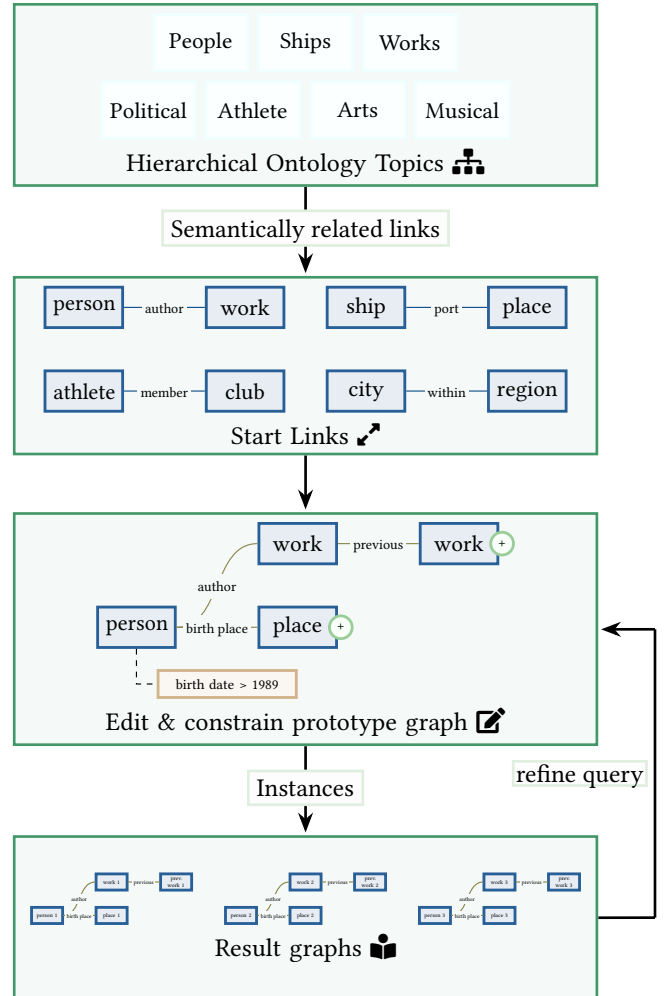 People Ships Works
Political Athlete Arts Musical
Hierarchical Ontology Topics
Semantically related links
person author work ship port place
athlete member club city within region
Start Links
work previous work +
author
person birth place place +
birth date > 1989
Edit & constrain prototype graph
Instances
refine query
work 1 previous prev. work 1 work 2 previous prev. work 2 work 3 previous prev. work 3
author author author
person 1 birth place place 1 person 2 birth place place 2 person 3 birth place place 3
Result graphs